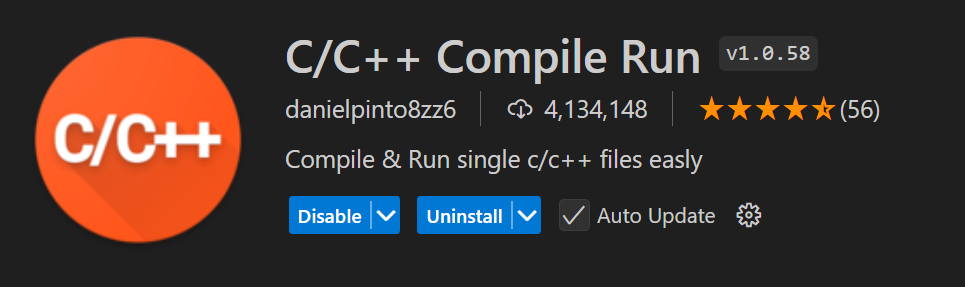 C/C++
C/C++ Compile Run v1.0.58
danielpinto8zz6 4,134,148 (56)
Compile & Run single c/c++ files easly
Disable Uninstall Auto Update